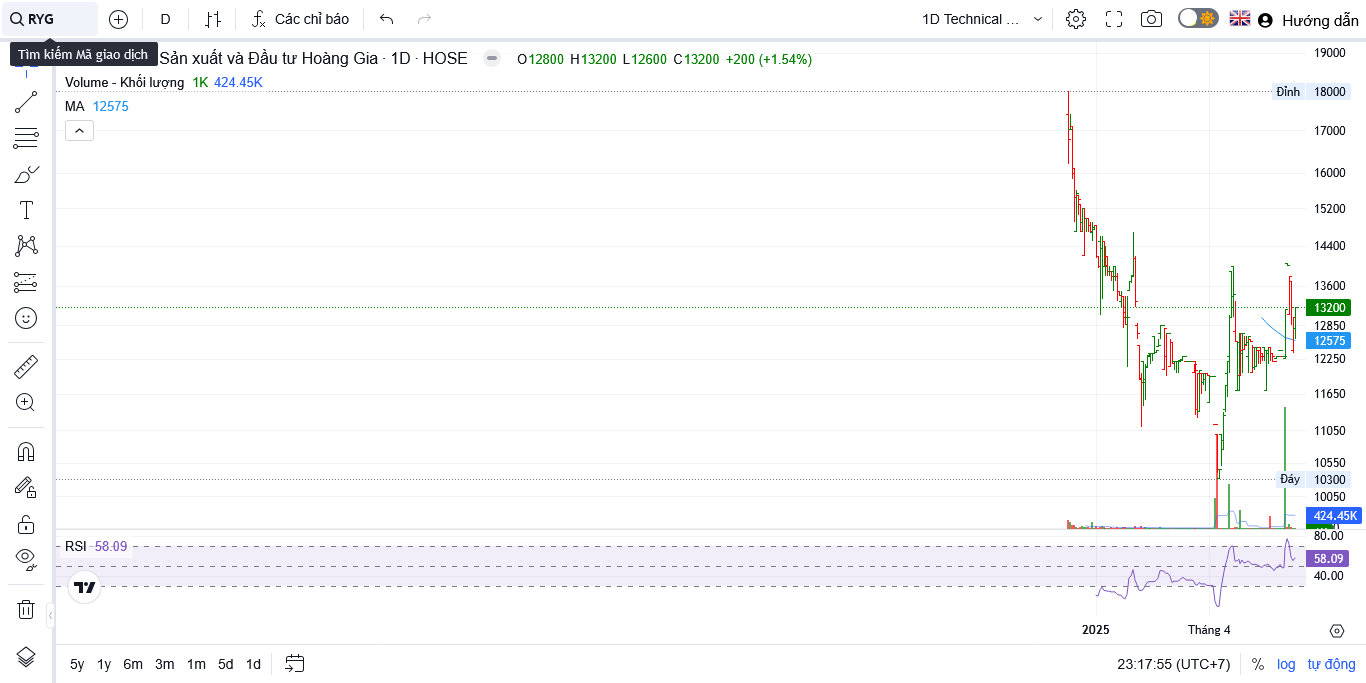 RYG
D
Các chỉ báo
1D Technical ...
Hướng dẫn
Tìm kiếm Mã giao dịch
Sản xuất và Đầu tư Hoàng Gia · 1D · HOSE
O12800 H13200 L12600 C13200 +200 (+1.54%)
Volume - Khối lượng 1K 424.45K
MA 12575
19000
Đỉnh 18000
17000
16000
15200
14400
13600
13200
12850
12575
12250
11650
11050
10550
Đáy 10300
10050
424.45K
RSI 58.09
80.00
58.09
40.00
2025
Tháng 4
5y 1y 6m 3m 1m 5d 1d
23:17:55 (UTC+7)
% log tự động